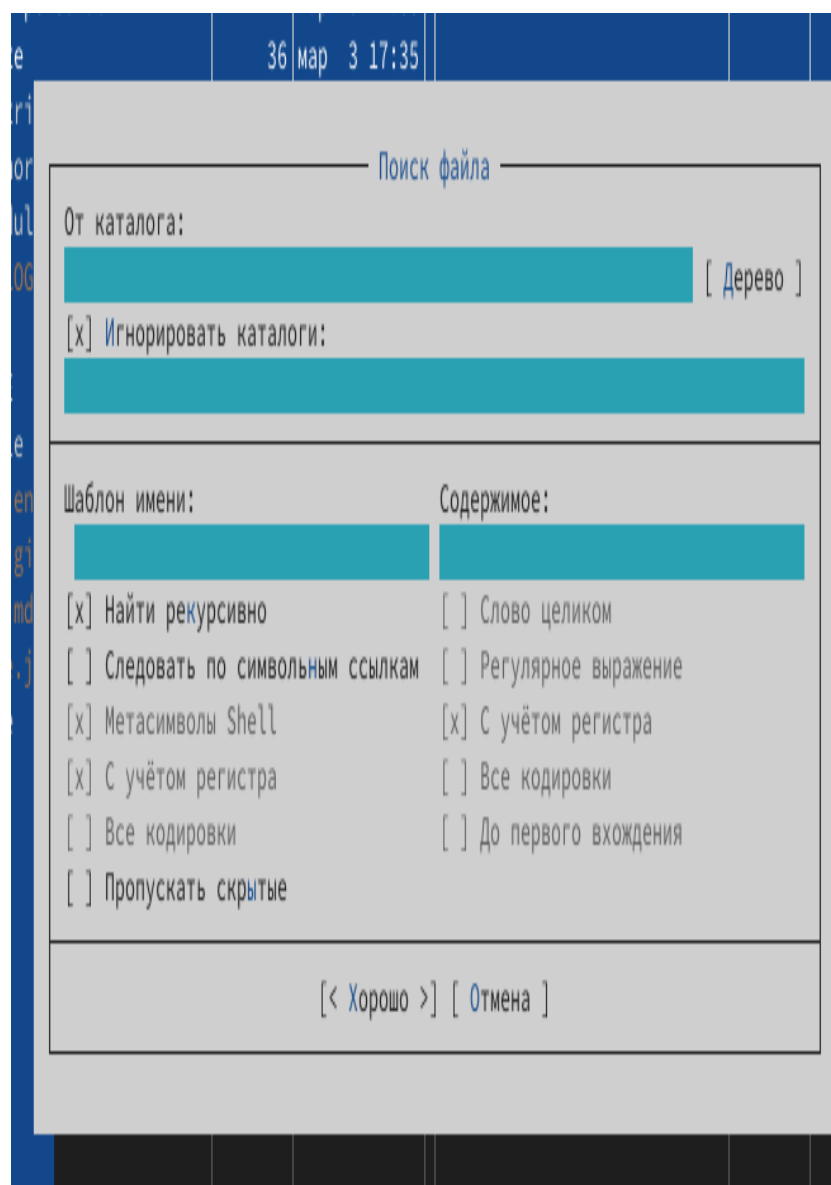 36 мар 3 17:35
Поиск файла
От каталога:
[ Дерево ]
[x] Игнорировать каталоги:
Шаблон имени: Содержимое:
[x] Найти рекурсивно [ ] Слово целиком
[ ] Следовать по символьным ссылкам [ ] Регулярное выражение
[x] Метасимволы Shell [x] С учётом регистра
[x] С учётом регистра [ ] Все кодировки
[ ] Все кодировки [ ] До первого вхождения
[ ] Пропускать скрытые
[< Хорошо >] [ Отмена ]